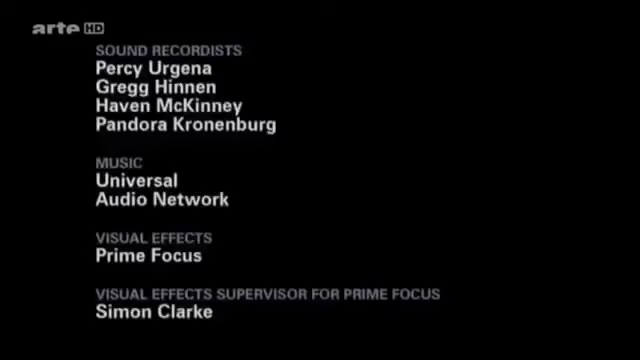 arte HD
SOUND RECORDISTS
Percy Urgena
Gregg Hinnen
Haven McKinney
Pandora Kronenburg
MUSIC
Universal
Audio Network
VISUAL EFFECTS
Prime Focus
VISUAL EFFECTS SUPERVISOR FOR PRIME FOCUS
Simon Clarke